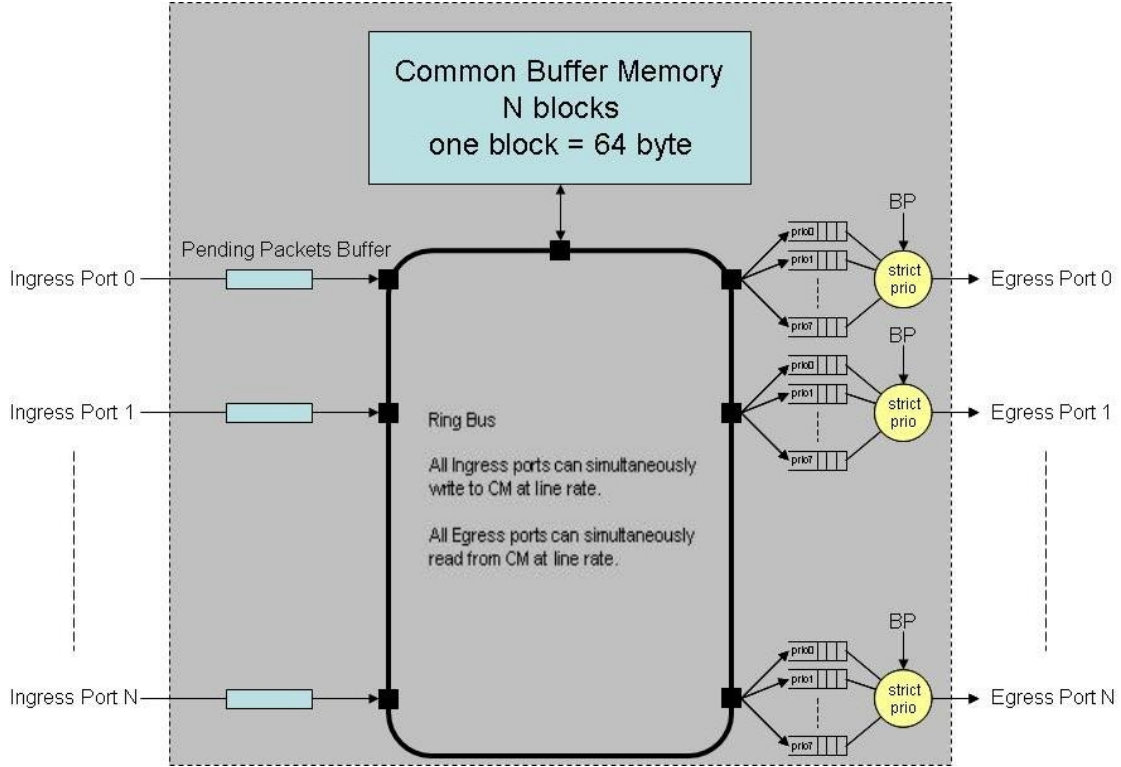 Common Buffer Memory
N blocks
one block = 64 byte
Pending Packets Buffer
Ingress Port 0
BP
prio0
prio1
prio7
strict
prio
Egress Port 0
Ingress Port 1
BP
prio0
prio1
prio7
strict
prio
Egress Port 1
Ring Bus
All Ingress ports can simultaneously
write to CM at line rate.
All Egress ports can simultaneously
read from CM at line rate.
Ingress Port N
BP
prio0
prio1
prio7
strict
prio
Egress Port N